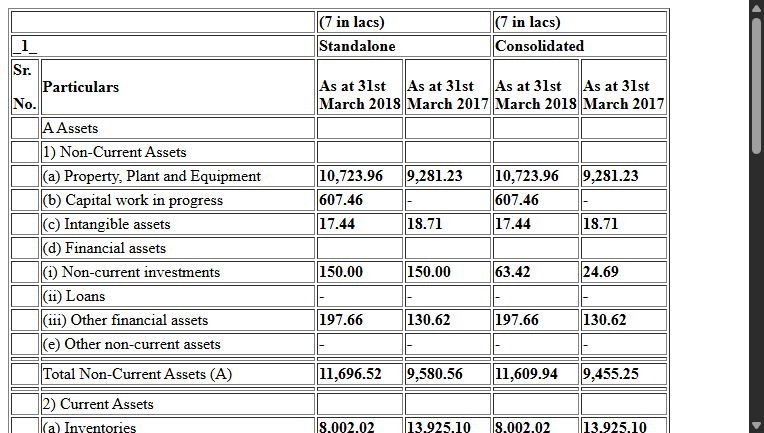 (7 in lacs) (7 in lacs)
_1_ Standalone Consolidated
Sr. No. Particulars As at 31st March 2018 As at 31st March 2017 As at 31st March 2018 As at 31st March 2017
A Assets
1) Non-Current Assets
(a) Property, Plant and Equipment 10,723.96 9,281.23 10,723.96 9,281.23
(b) Capital work in progress 607.46 - 607.46 -
(c) Intangible assets 17.44 18.71 17.44 18.71
(d) Financial assets
(i) Non-current investments 150.00 150.00 63.42 24.69
(ii) Loans - - - -
(iii) Other financial assets 197.66 130.62 197.66 130.62
(e) Other non-current assets - - - -
Total Non-Current Assets (A) 11,696.52 9,580.56 11,609.94 9,455.25
2) Current Assets
(a) Inventories 8,002.02 13,925.10 8,002.02 13,925.10